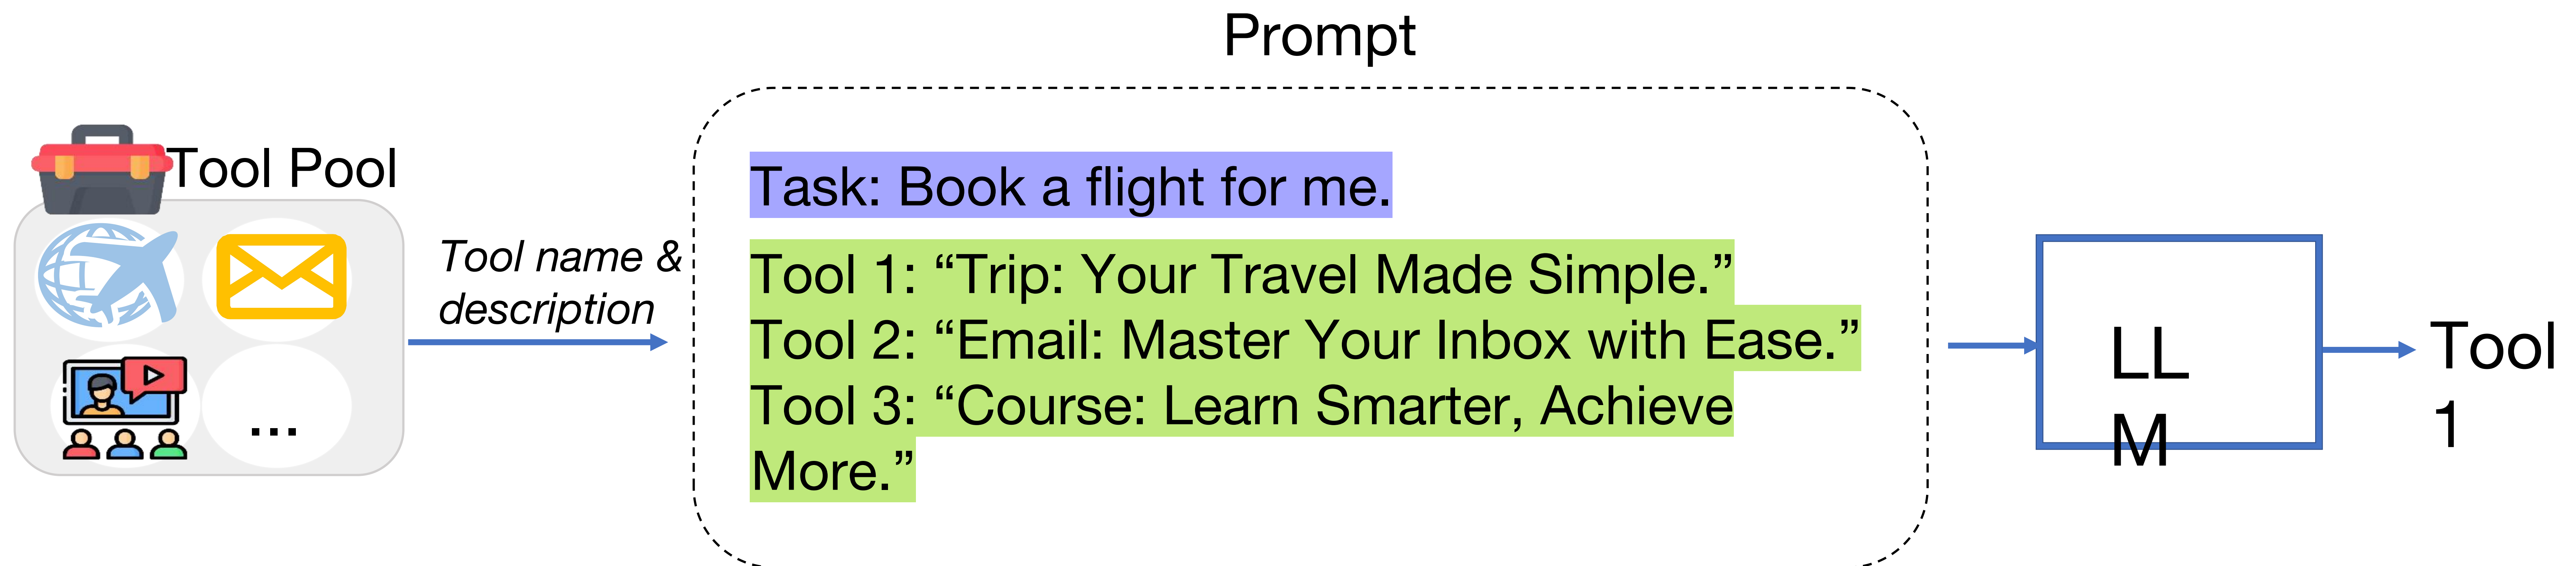 Prompt
Tool Pool
Tool name &
description
Task: Book a flight for me.
Tool 1: “Trip: Your Travel Made Simple.”
Tool 2: “Email: Master Your Inbox with Ease.”
Tool 3: “Course: Learn Smarter, Achieve
More.”
...
LL
M
Tool
1